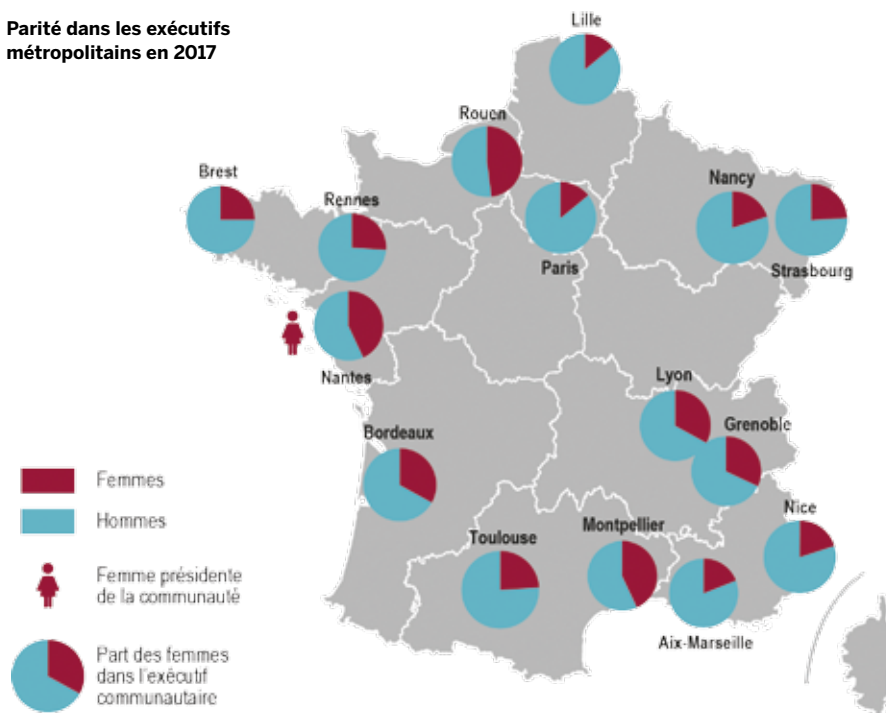 Parité dans les exécutifs
métropolitains en 2017
Lille
Rouen
Brest
Rennes
Nancy
Paris
Strasbourg
Nantes
Lyon
Grenoble
Bordeaux
Nice
Toulouse
Montpellier
Aix-Marseille
Femmes
Hommes
Femme présidente
de la communauté
Part des femmes
dans l'exécutif
communautaire